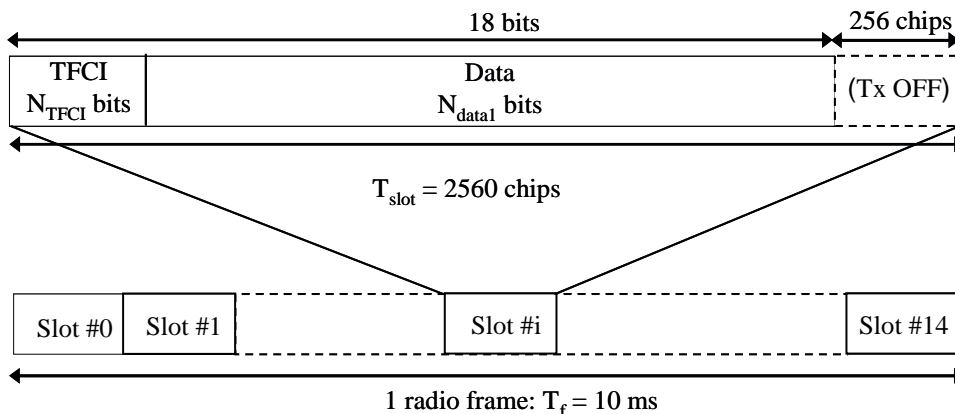 18 bits 256 chips
TFCI Data (Tx OFF)
N_TFCI bits N_data1 bits
T_slot = 2560 chips
Slot #0 Slot #1 Slot #i Slot #14
1 radio frame: T_f = 10 ms